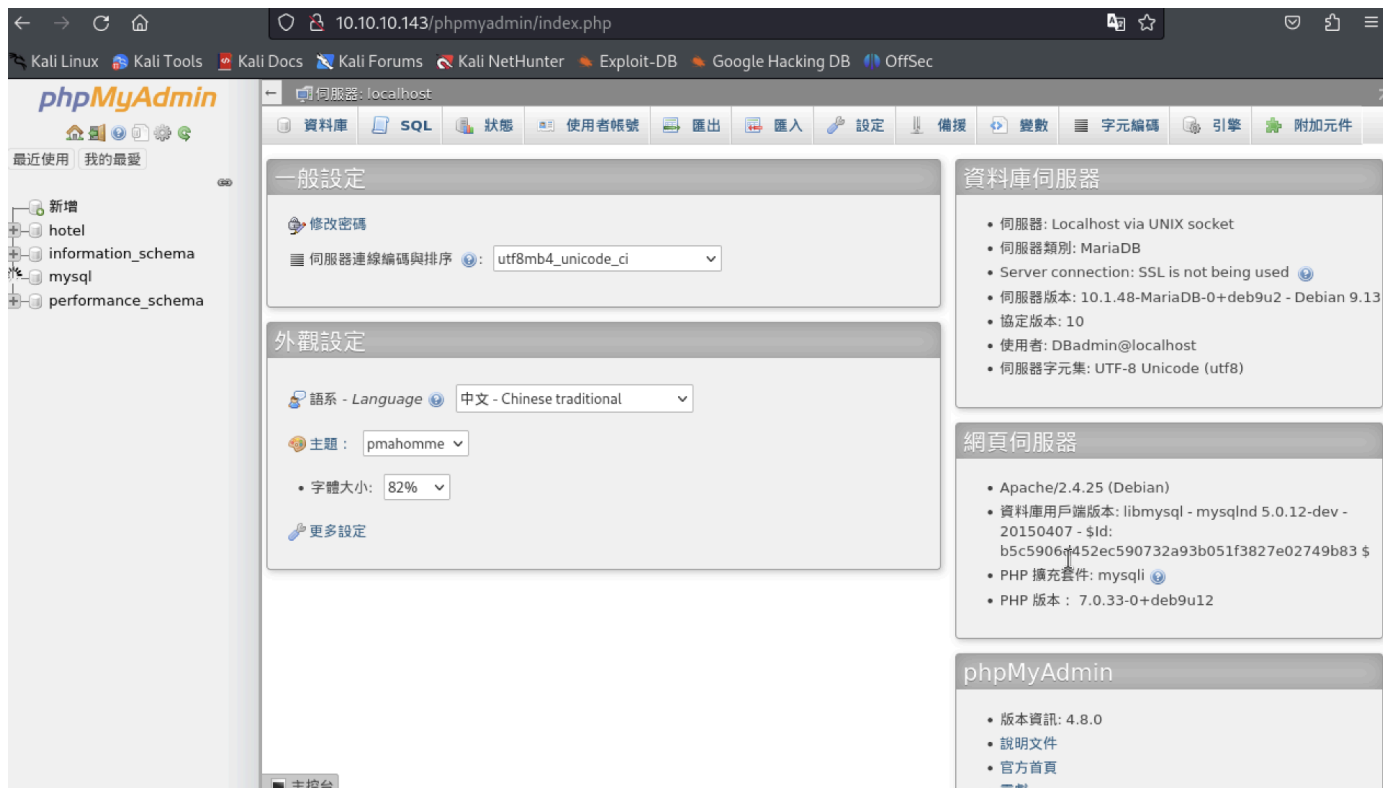 10.10.10.143/phpmyadmin/index.php
Kali Linux Kali Tools Kali Docs Kali Forums Kali NetHunter Exploit-DB Google Hacking DB OffSec
phpMyAdmin
最近使用 我的最愛
新增
hotel
information_schema
mysql
performance_schema
伺服器: localhost
資料庫 SQL 狀態 使用者帳號 匯出 匯入 設定 備援 變數 字元編碼 引擎 附加元件
一般設定
修改密碼
伺服器連線編碼與排序 : utf8mb4_unicode_ci
外觀設定
語系 - Language 中文 - Chinese traditional
主題 : pmahomme
• 字體大小: 82%
更多設定
資料庫伺服器
• 伺服器: Localhost via UNIX socket
• 伺服器類別: MariaDB
• Server connection: SSL is not being used
• 伺服器版本: 10.1.48-MariaDB-0+deb9u2 - Debian 9.13
• 協定版本: 10
• 使用者: DBadmin@localhost
• 伺服器字元集: UTF-8 Unicode (utf8)
網頁伺服器
• Apache/2.4.25 (Debian)
• 資料庫用戶端版本: libmysql - mysqlnd 5.0.12-dev -
20150407 - $Id:
b5c5906d452ec590732a93b051f3827e02749b83 $
• PHP 擴充套件: mysqli
• PHP 版本 : 7.0.33-0+deb9u12
phpMyAdmin
• 版本資訊: 4.8.0
• 說明文件
• 官方首頁
主控台